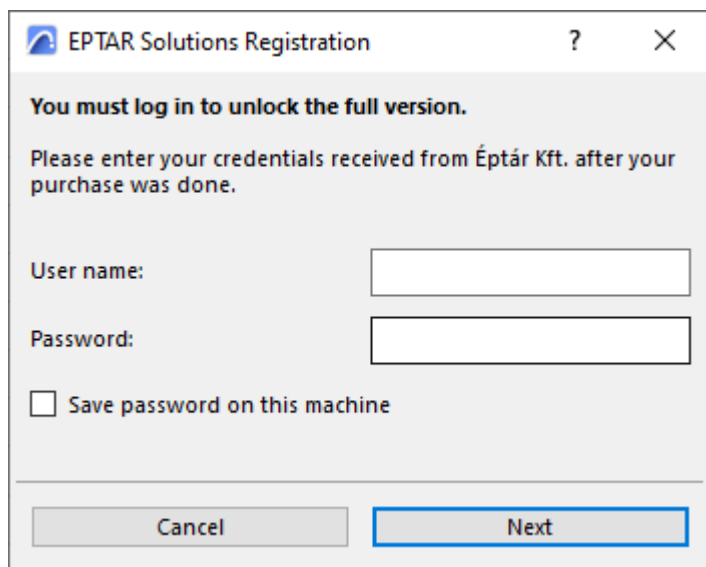 EPTAR Solutions Registration
You must log in to unlock the full version.
Please enter your credentials received from Éptár Kft. after your
purchase was done.
User name:
Password:
Save password on this machine
Cancel
Next